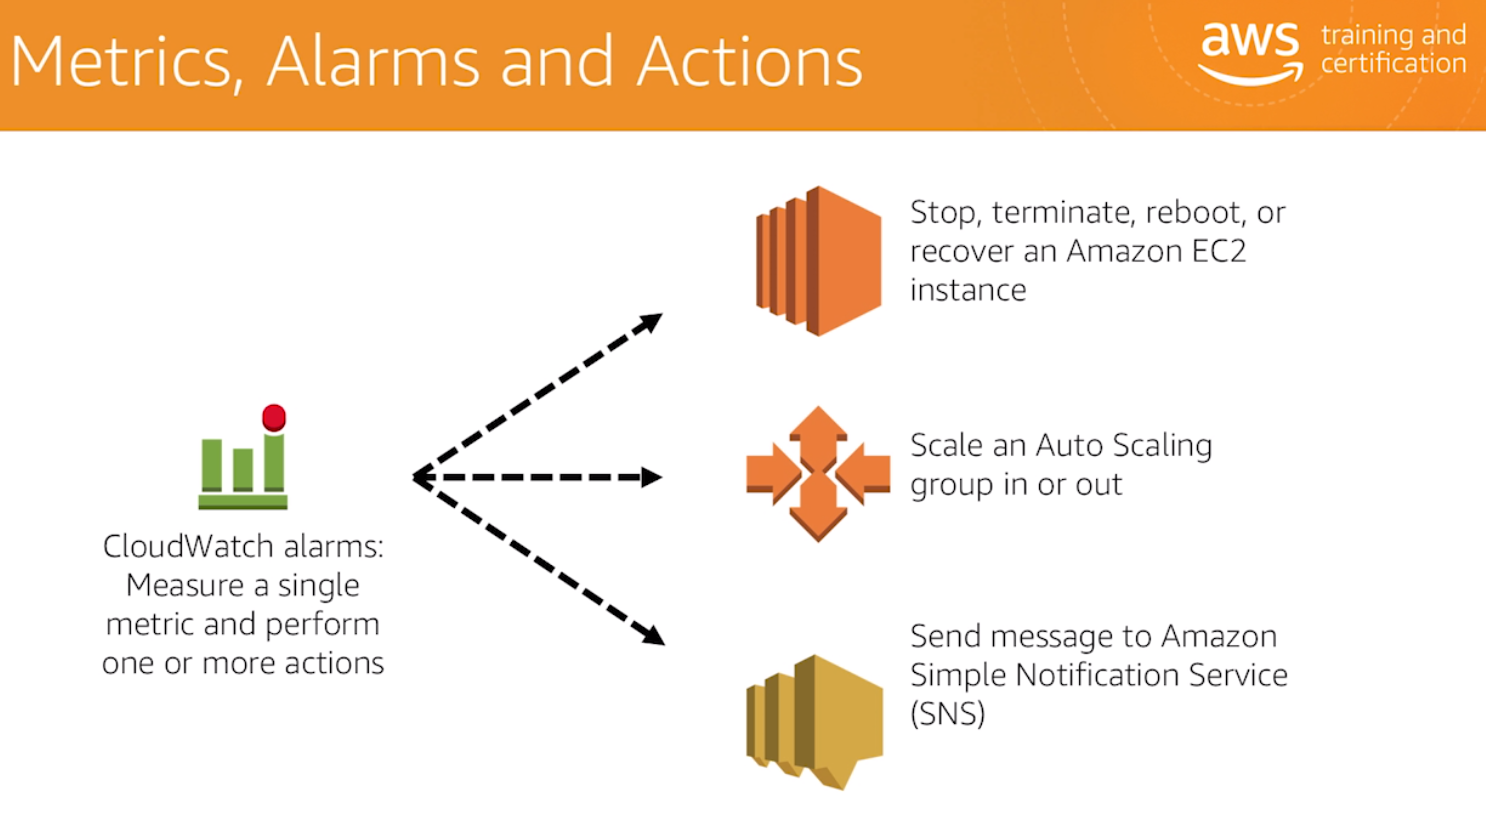 Metrics, Alarms and Actions
aws training and
certification
Stop, terminate, reboot, or
recover an Amazon EC2
instance
Scale an Auto Scaling
group in or out
CloudWatch alarms:
Measure a single
metric and perform
one or more actions
Send message to Amazon
Simple Notification Service
(SNS)